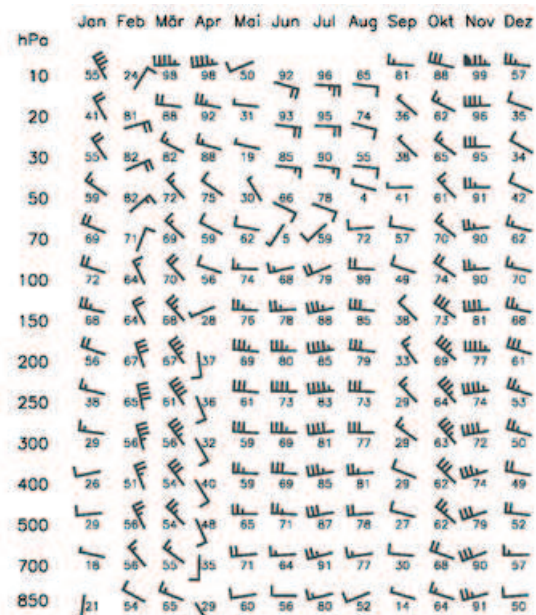 Jan Feb Mär Apr Mai Jun Jul Aug Sep Okt Nov Dez
hPa
10 55 24 98 98 50 92 96 65 81 88 99 57
20 41 81 88 92 31 93 95 74 36 62 96 35
30 55 82 82 88 19 85 90 55 38 65 95 34
50 59 82 72 75 30 66 78 4 41 61 91 42
70 69 71 69 59 62 5 59 72 57 70 90 62
100 72 64 70 56 74 68 79 89 49 74 90 70
150 68 64 68 28 76 78 88 85 38 73 81 68
200 56 67 67 37 69 80 85 79 33 69 77 61
250 38 65 61 36 61 73 83 73 29 64 74 53
300 29 56 56 32 59 69 81 77 29 63 72 50
400 26 51 54 40 59 69 85 81 29 62 74 49
500 29 56 54 48 65 71 87 78 27 62 79 52
700 18 56 55 35 71 64 91 77 30 68 90 57
850 21 54 65 29 60 56 80 52 14 64 91 50